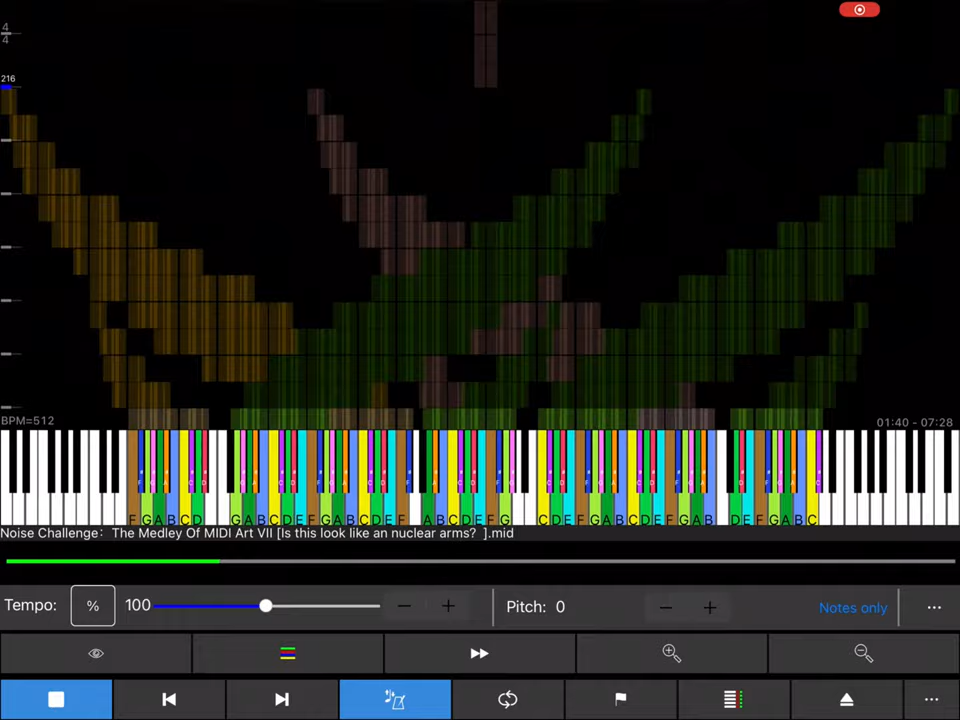 4
4
216
BPM=512
01:40 - 07:28
F G A B C D G A B C D E F G A B C D E F A B C D E F G C D E F G A B C D E F G A B D E F G A B C
Noise Challenge: The Medley Of MIDI Art VII [Is this look like an nuclear arms? ].mid
Tempo: % 100 − + Pitch: 0 − + Notes only ...
...